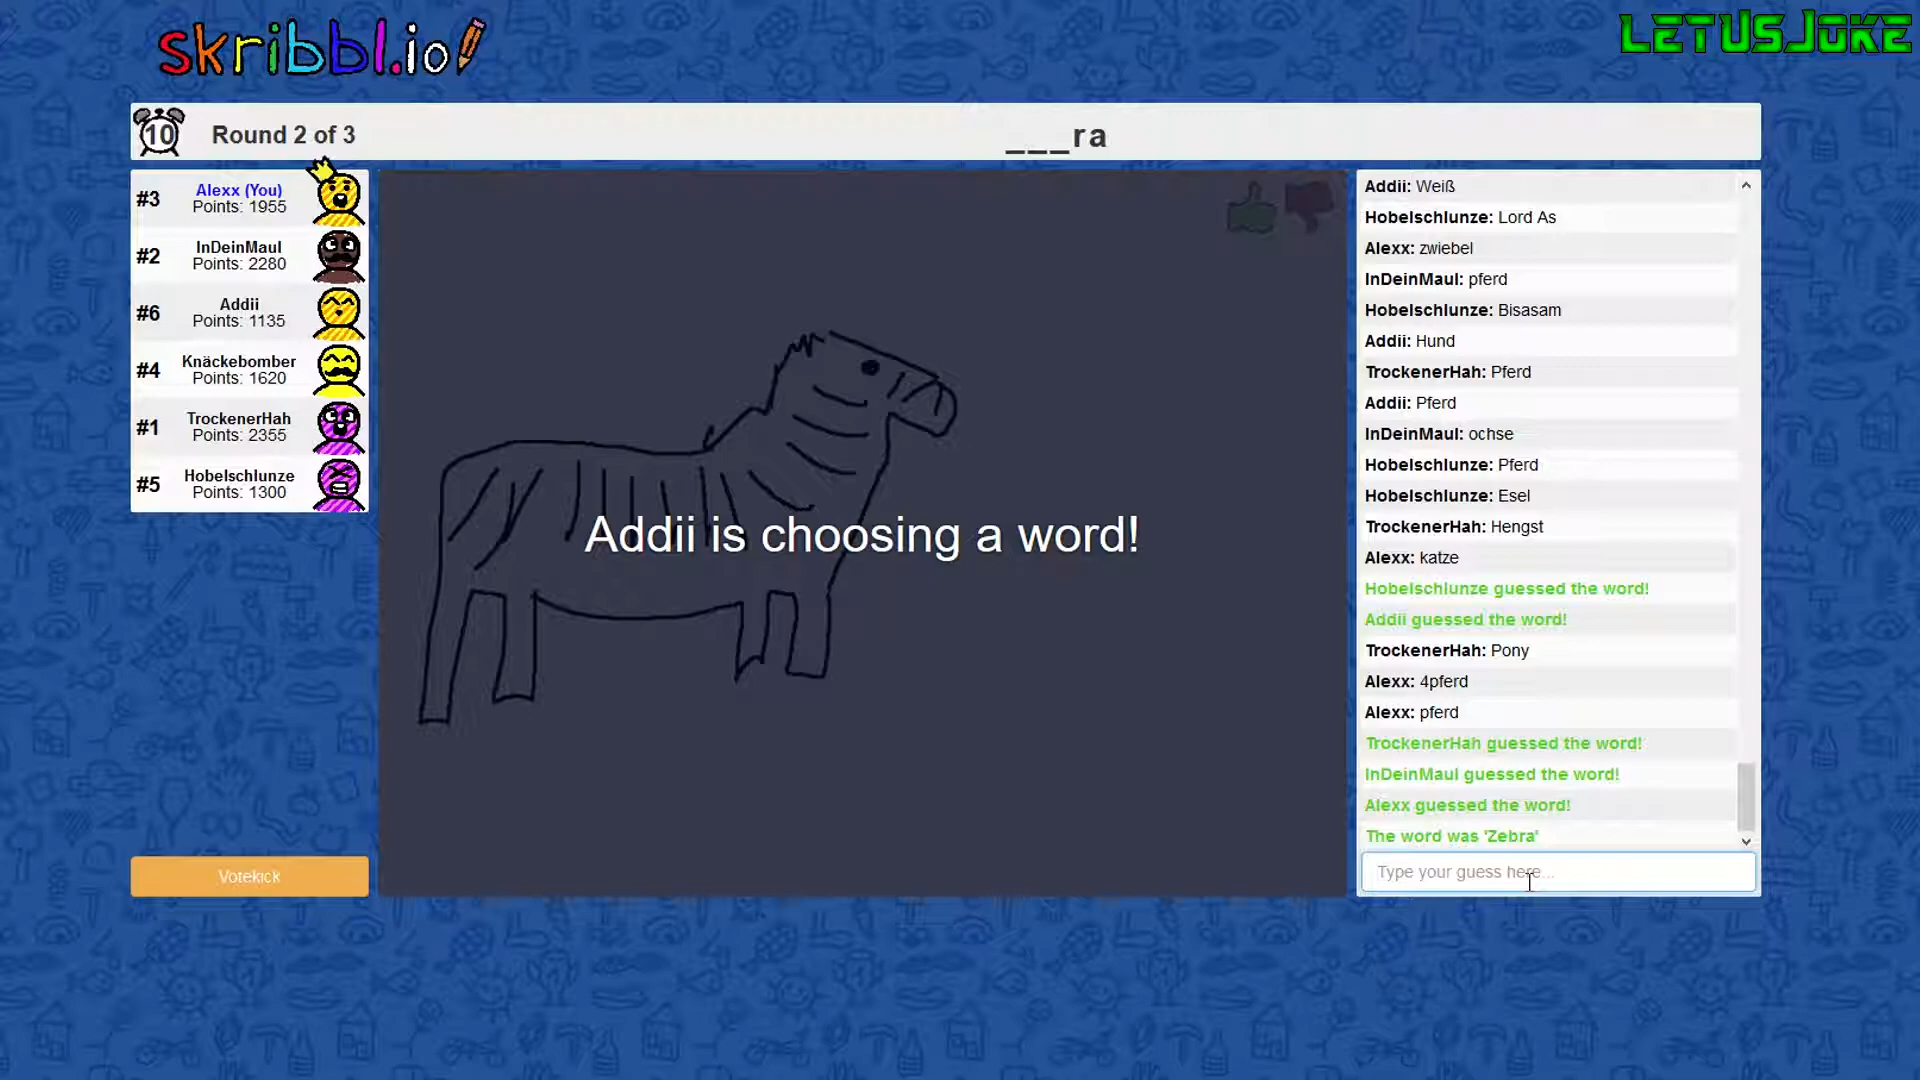 skribbl.io
LETUSJOKE
10
Round 2 of 3
___ra
#3
Alexx (You)
Points: 1955
#2
InDeinMaul
Points: 2280
#6
Addii
Points: 1135
#4
Knäckebomber
Points: 1620
#1
TrockenerHah
Points: 2355
#5
Hobelschlunze
Points: 1300
Votekick
Addii is choosing a word!
Addii: Weiß
Hobelschlunze: Lord As
Alexx: zwiebel
InDeinMaul: pferd
Hobelschlunze: Bisasam
Addii: Hund
TrockenerHah: Pferd
Addii: Pferd
InDeinMaul: ochse
Hobelschlunze: Pferd
Hobelschlunze: Esel
TrockenerHah: Hengst
Alexx: katze
Hobelschlunze guessed the word!
Addii guessed the word!
TrockenerHah: Pony
Alexx: 4pferd
Alexx: pferd
TrockenerHah guessed the word!
InDeinMaul guessed the word!
Alexx guessed the word!
The word was 'Zebra'
Type your guess here...